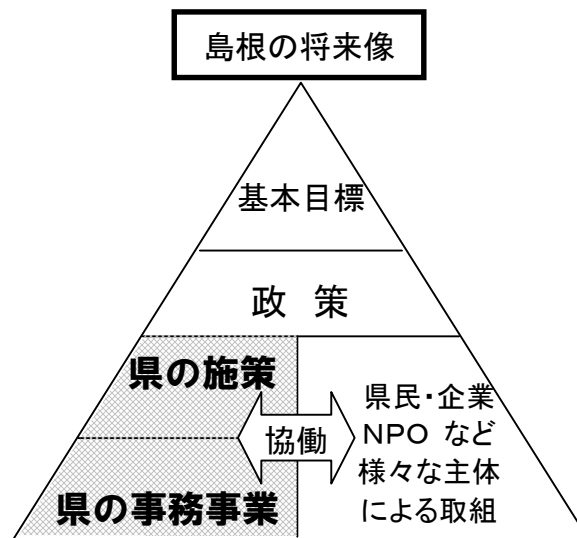 島根の将来像
基本目標
政 策
県の施策
協働
県民・企業
NPO など
様々な主体
による取組
県の事務事業